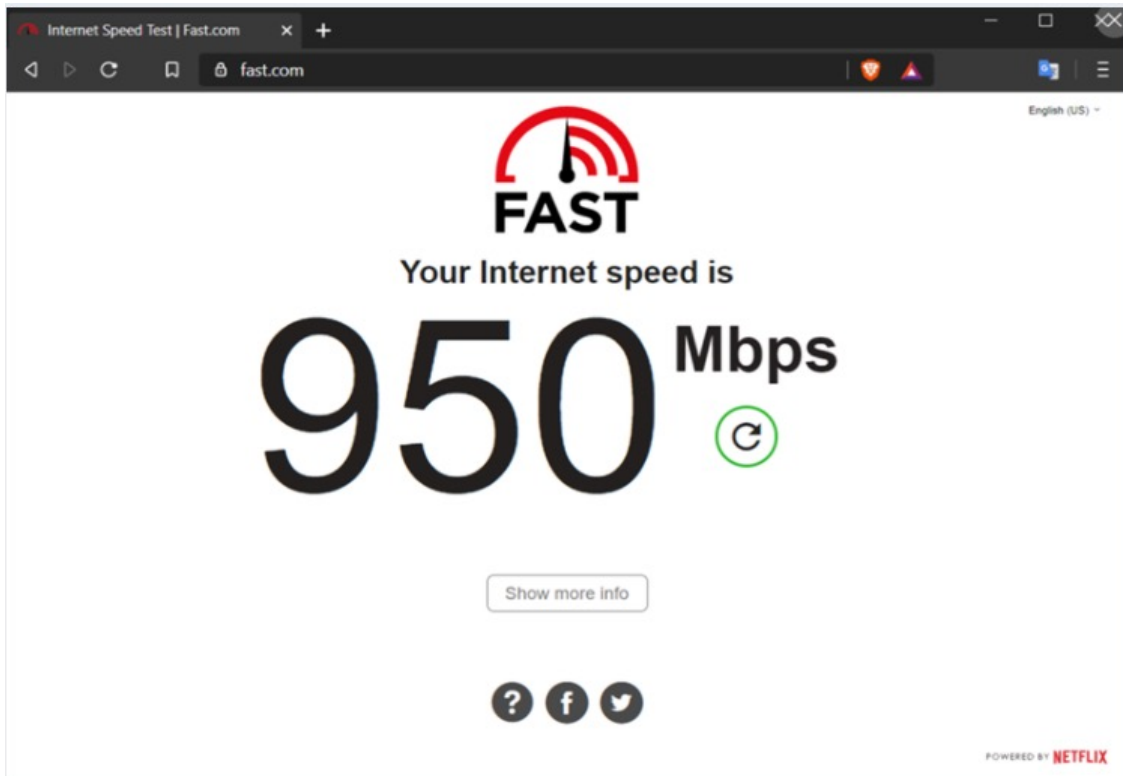 Internet Speed Test | Fast.com
fast.com
English (US)
FAST
Your Internet speed is
950 Mbps
Show more info
?
f
POWERED BY NETFLIX